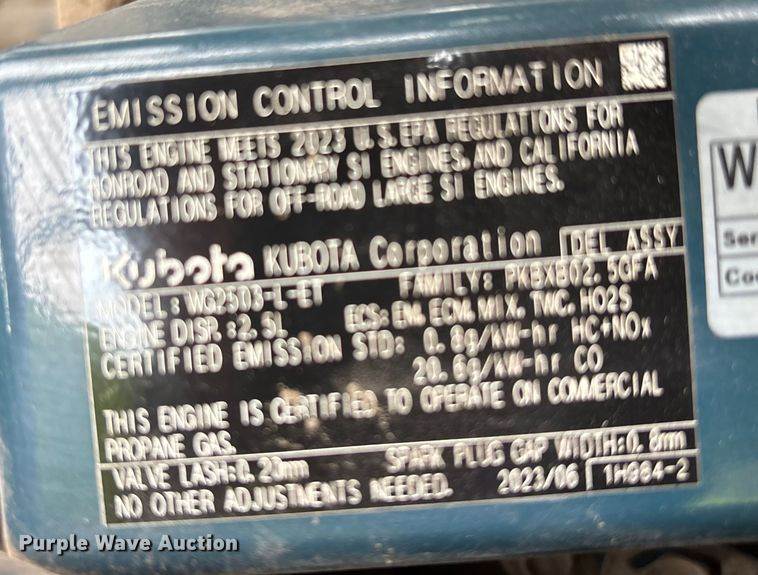 EMISSION CONTROL INFORMATION
THIS ENGINE MEETS 2023 U.S.EPA REGULATIONS FOR
NONROAD AND STATIONARY SI ENGINES, AND CALIFORNIA
REGULATIONS FOR OFF-ROAD LARGE SI ENGINES.
Kubota KUBOTA Corporation DEL ASSY
MODEL: WG2503-L-E1 FAMILY: PKBXB02.5GFA
ENGINE DISP.:2.5L ECS: EM, ECM, MIX, TWC, HO2S
CERTIFIED EMISSION STD: 0.8g/kW-hr HC+NOx
20.6g/kW-hr CO
THIS ENGINE IS CERTIFIED TO OPERATE ON COMMERCIAL
PROPANE GAS.
VALVE LASH:0.20mm SPARK PLUG GAP WIDTH:0.8mm
NO OTHER ADJUSTMENTS NEEDED. 2023/06 1H984-2
W
Ser
Co
Purple Wave Auction